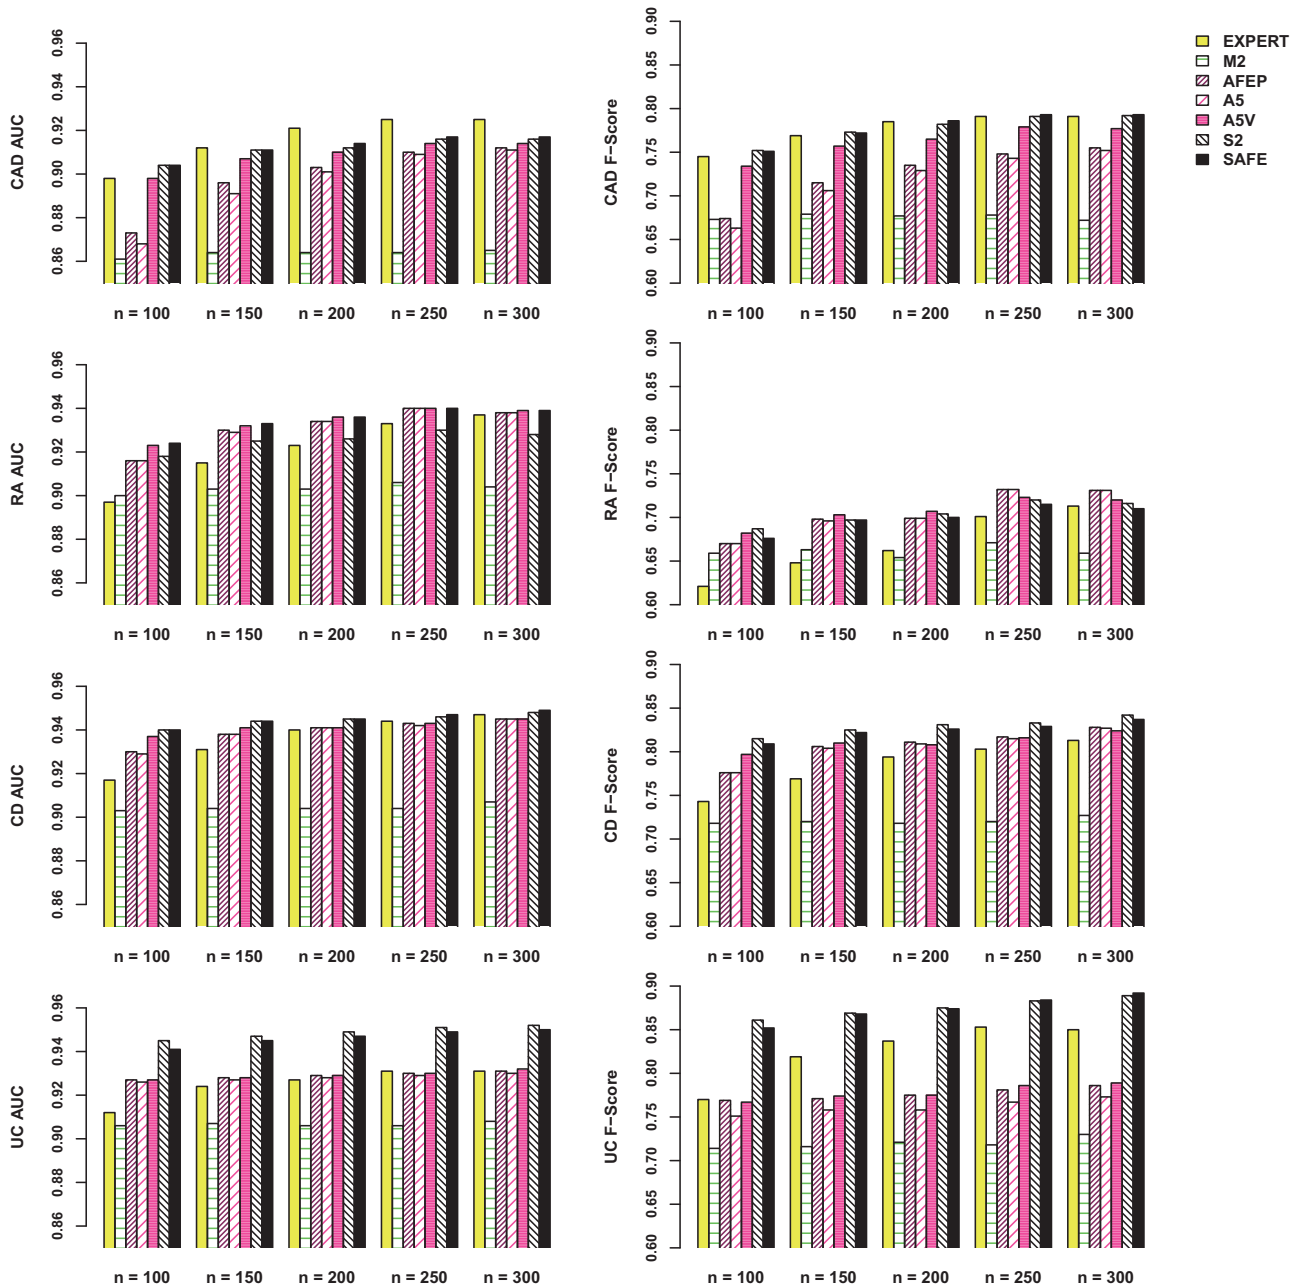 CAD AUC
0.86 0.88 0.90 0.92 0.94 0.96
n = 100 n = 150 n = 200 n = 250 n = 300
CAD F−Score
0.60 0.65 0.70 0.75 0.80 0.85 0.90
n = 100 n = 150 n = 200 n = 250 n = 300
EXPERT
M2
AFEP
A5
A5V
S2
SAFE
RA AUC
0.86 0.88 0.90 0.92 0.94 0.96
n = 100 n = 150 n = 200 n = 250 n = 300
RA F−Score
0.60 0.65 0.70 0.75 0.80 0.85 0.90
n = 100 n = 150 n = 200 n = 250 n = 300
CD AUC
0.86 0.88 0.90 0.92 0.94 0.96
n = 100 n = 150 n = 200 n = 250 n = 300
CD F−Score
0.60 0.65 0.70 0.75 0.80 0.85 0.90
n = 100 n = 150 n = 200 n = 250 n = 300
UC AUC
0.86 0.88 0.90 0.92 0.94 0.96
n = 100 n = 150 n = 200 n = 250 n = 300
UC F−Score
0.60 0.65 0.70 0.75 0.80 0.85 0.90
n = 100 n = 150 n = 200 n = 250 n = 300